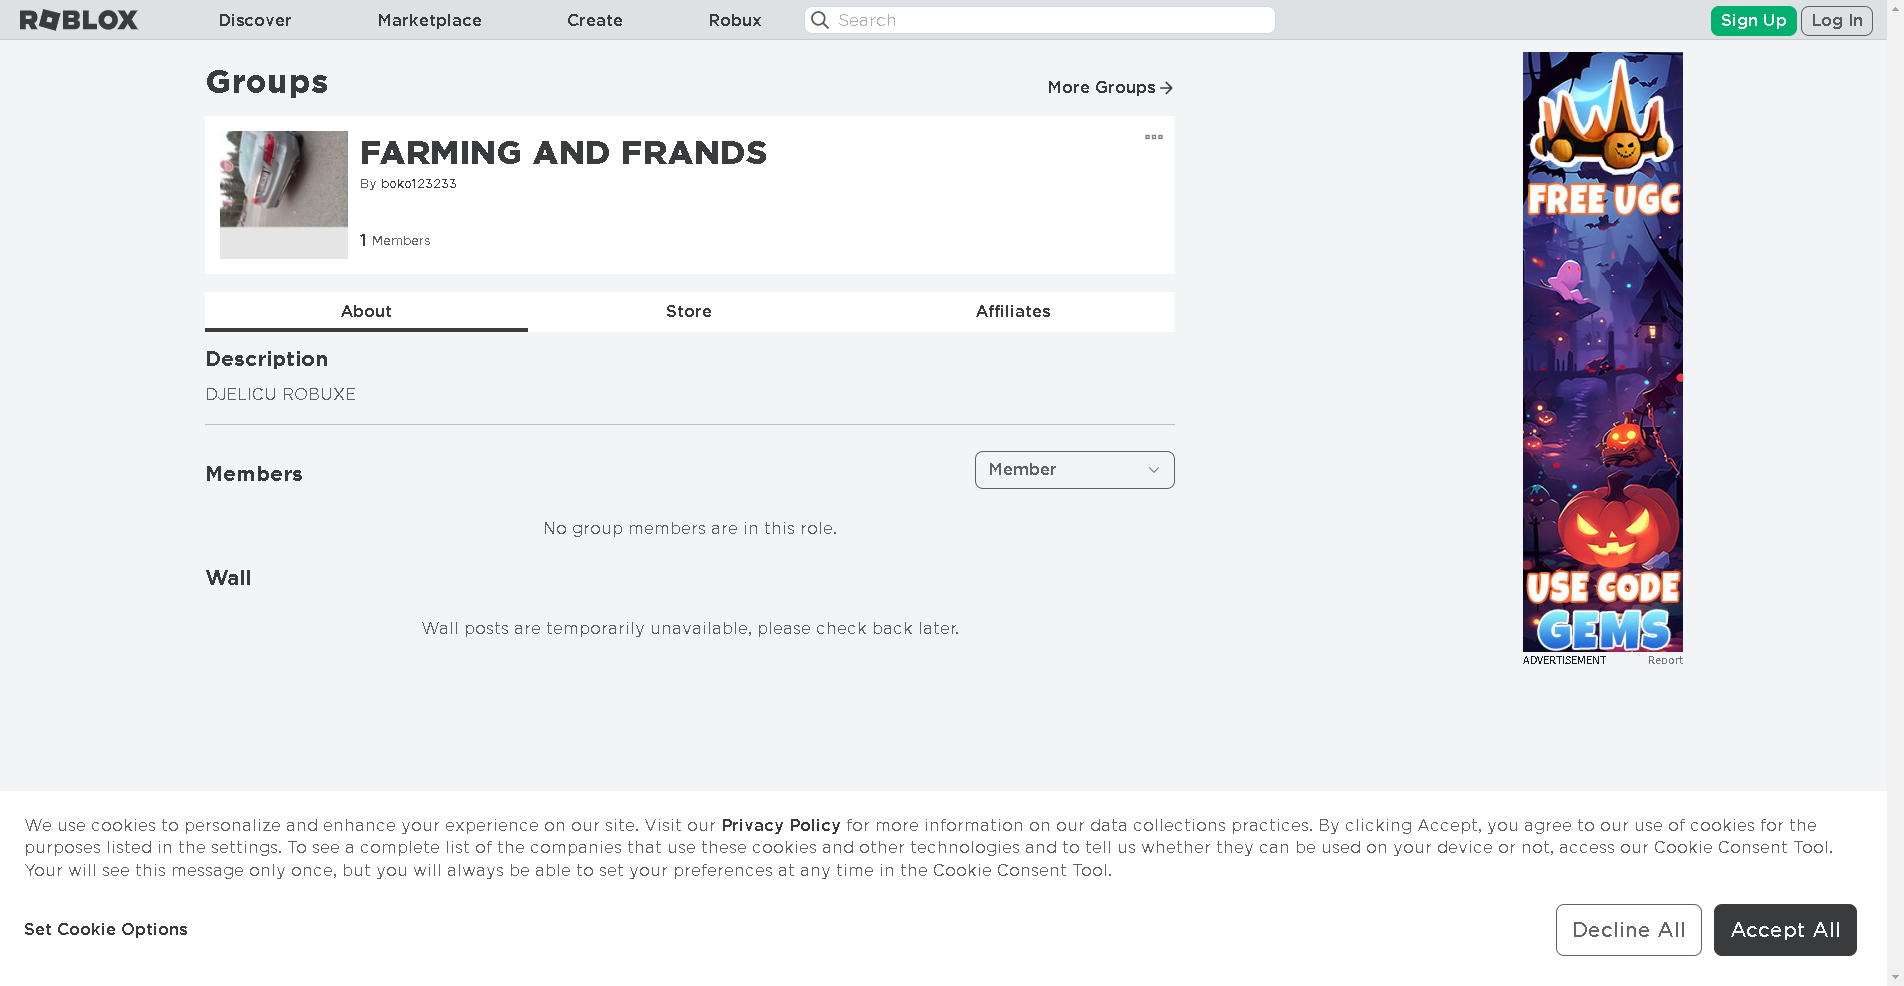 ROBLOX
Discover
Marketplace
Create
Robux
Search
Sign Up
Log In
Groups
More Groups
FARMING AND FRANDS
By boko123233
1 Members
About
Store
Affiliates
Description
DJELICU ROBUXE
Members
Member
No group members are in this role.
Wall
Wall posts are temporarily unavailable, please check back later.
FREE UGC
USE CODE
GEMS
ADVERTISEMENT
Report
We use cookies to personalize and enhance your experience on our site. Visit our Privacy Policy for more information on our data collections practices. By clicking Accept, you agree to our use of cookies for the
purposes listed in the settings. To see a complete list of the companies that use these cookies and other technologies and to tell us whether they can be used on your device or not, access our Cookie Consent Tool.
Your will see this message only once, but you will always be able to set your preferences at any time in the Cookie Consent Tool.
Set Cookie Options
Decline All
Accept All